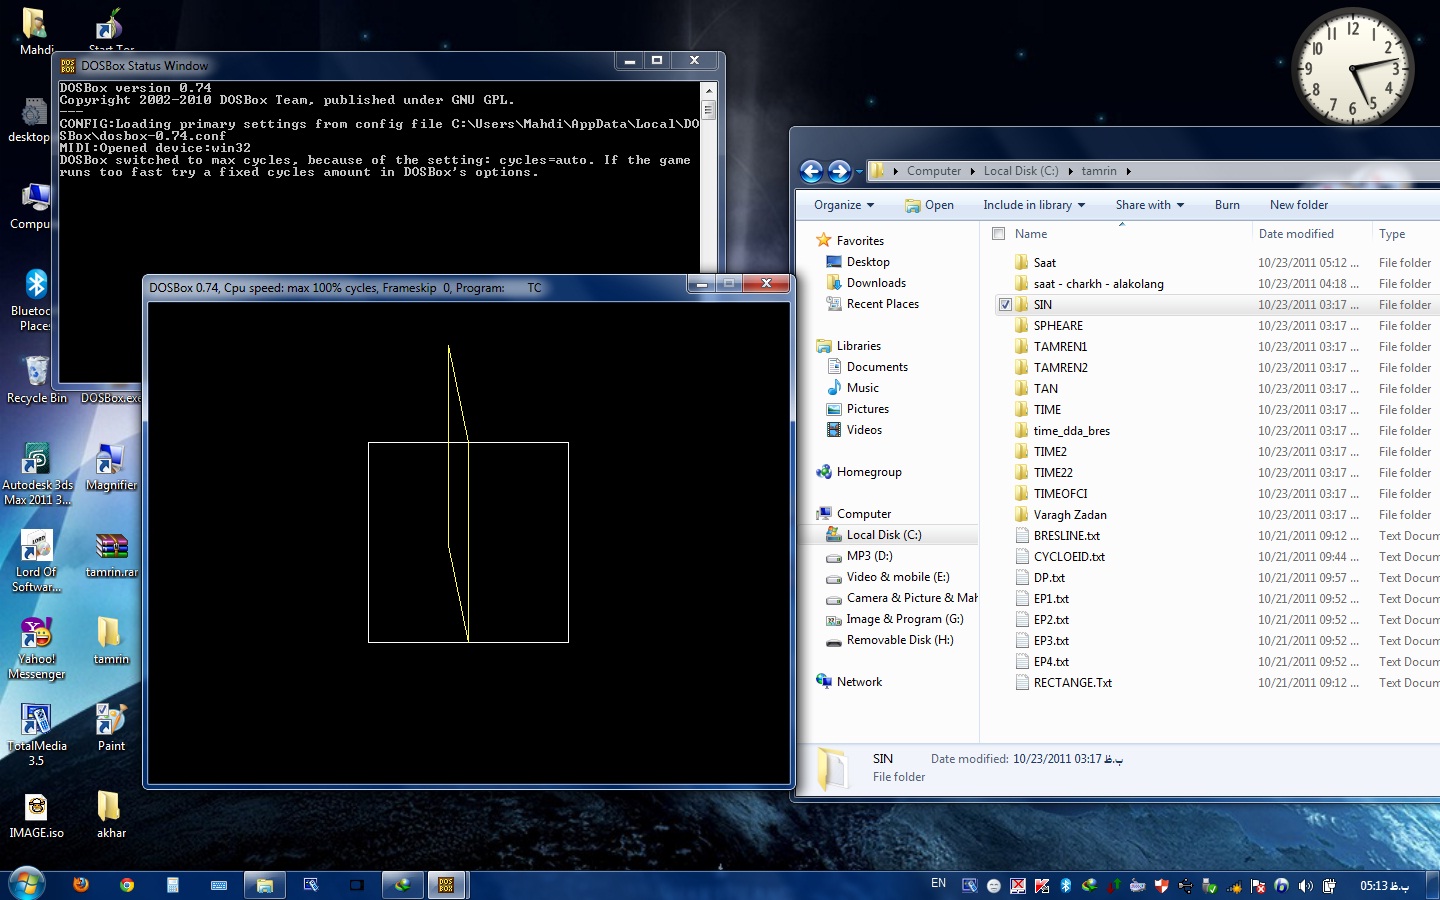 Mahdi
Start Tor
desktop
Compu
Bluetoo
Places
Recycle Bin
DOSBox.exe
Autodesk 3ds
Max 2011 3...
Magnifier
Lord Of
Softwar...
tamrin.rar
Yahoo!
Messenger
tamrin
TotalMedia
3.5
Paint
IMAGE.iso
akhar
DOSBox Status Window
DOSBox version 0.74
Copyright 2002-2010 DOSBox Team, published under GNU GPL.
---
CONFIG:Loading primary settings from config file C:\Users\Mahdi\AppData\Local\DO
SBox\dosbox-0.74.conf
MIDI:Opened device:win32
DOSBox switched to max cycles, because of the setting: cycles=auto. If the game
runs too fast try a fixed cycles amount in DOSBox's options.
DOSBox 0.74, Cpu speed: max 100% cycles, Frameskip 0, Program: TC
12
1
2
3
4
5
6
7
8
9
10
11
Computer Local Disk (C:) tamrin
Organize Open Include in library Share with Burn New folder
Favorites
Desktop
Downloads
Recent Places
Libraries
Documents
Music
Pictures
Videos
Homegroup
Computer
Local Disk (C:)
MP3 (D:)
Video & mobile (E:)
Camera & Picture & Mah
Image & Program (G:)
Removable Disk (H:)
Network
Name Date modified Type
Saat 10/23/2011 05:12 ... File folder
saat - charkh - alakolang 10/23/2011 04:18 ... File folder
SIN 10/23/2011 03:17 ... File folder
SPHEARE 10/23/2011 03:17 ... File folder
TAMREN1 10/23/2011 03:17 ... File folder
TAMREN2 10/23/2011 03:17 ... File folder
TAN 10/23/2011 03:17 ... File folder
TIME 10/23/2011 03:17 ... File folder
time_dda_bres 10/23/2011 03:17 ... File folder
TIME2 10/23/2011 03:17 ... File folder
TIME22 10/23/2011 03:17 ... File folder
TIMEOFCI 10/23/2011 03:17 ... File folder
Varagh Zadan 10/23/2011 03:17 ... File folder
BRESLINE.txt 10/21/2011 09:12 ... Text Docum
CYCLOEID.txt 10/21/2011 09:44 ... Text Docum
DP.txt 10/21/2011 09:57 ... Text Docum
EP1.txt 10/21/2011 09:52 ... Text Docum
EP2.txt 10/21/2011 09:52 ... Text Docum
EP3.txt 10/21/2011 09:52 ... Text Docum
EP4.txt 10/21/2011 09:52 ... Text Docum
RECTANGE.Txt 10/21/2011 09:12 ... Text Docum
SIN Date modified: 10/23/2011 03:17 ب.ظ
File folder
EN
05:13 ب.ظ